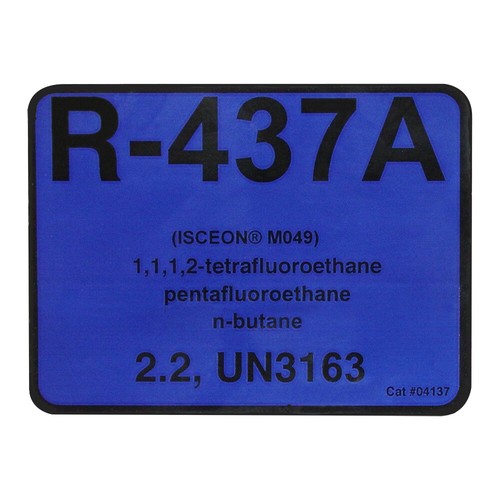 R-437A
(ISCEON® M049)
1,1,1,2-tetrafluoroethane
pentafluoroethane
n-butane
2.2, UN3163
Cat #04137